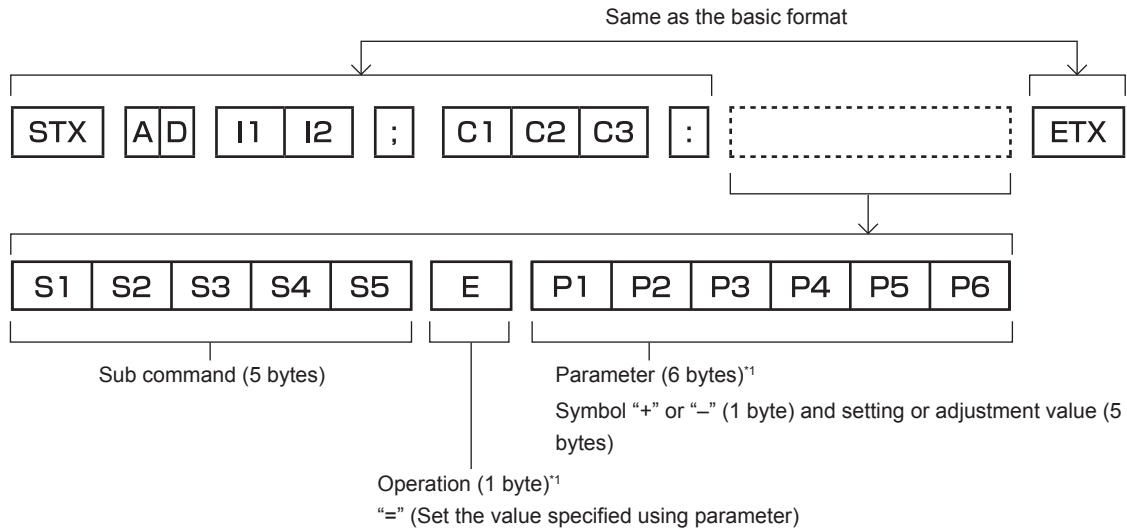 Same as the basic format
STX A D I1 I2 ; C1 C2 C3 : ETX
S1 S2 S3 S4 S5 E P1 P2 P3 P4 P5 P6
Sub command (5 bytes)
Parameter (6 bytes)*1
Symbol “+” or “–” (1 byte) and setting or adjustment value (5
bytes)
Operation (1 byte)*1
“=” (Set the value specified using parameter)